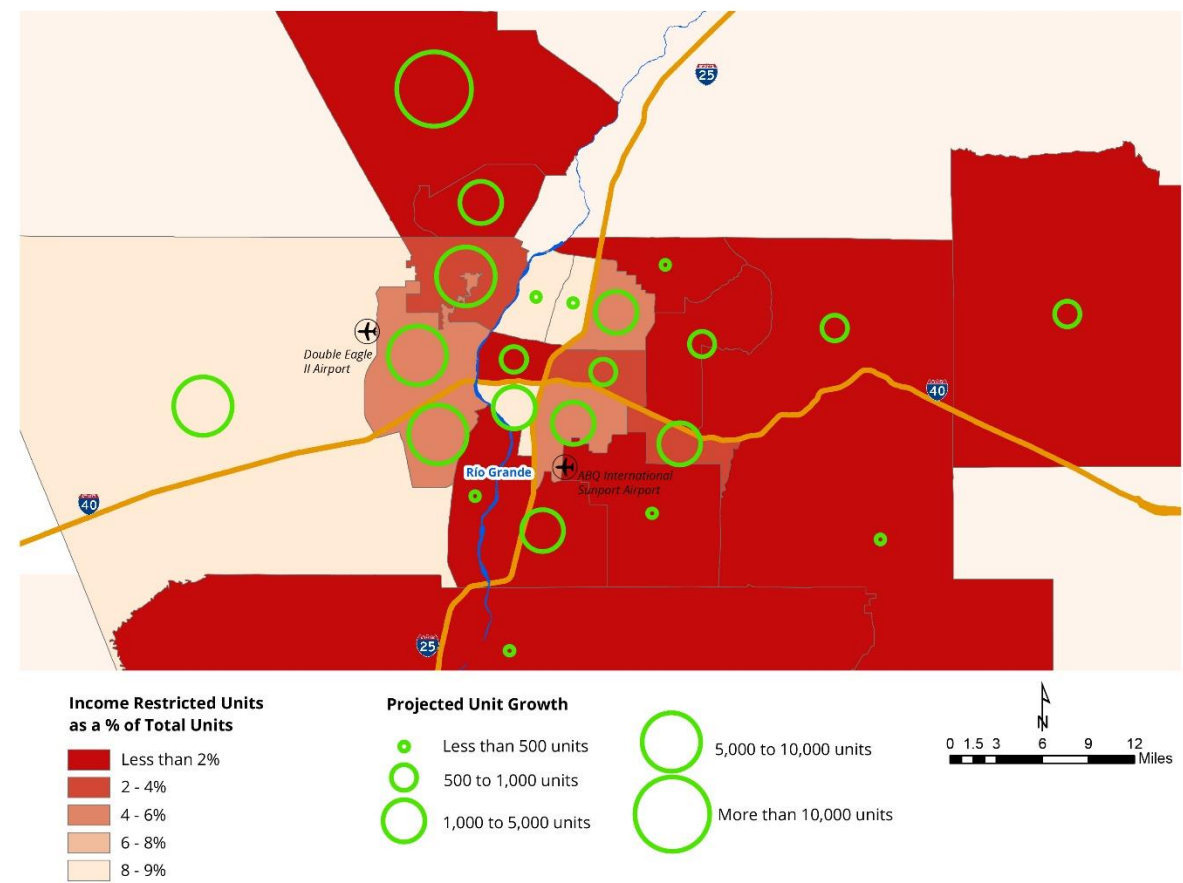 25
Double Eagle
II Airport
40
Río Grande
ABQ International
Sunport Airport
40
25
Income Restricted Units
as a % of Total Units
Less than 2%
2 - 4%
4 - 6%
6 - 8%
8 - 9%
Projected Unit Growth
Less than 500 units
500 to 1,000 units
1,000 to 5,000 units
5,000 to 10,000 units
More than 10,000 units
N
0 1.5 3 6 9 12
Miles